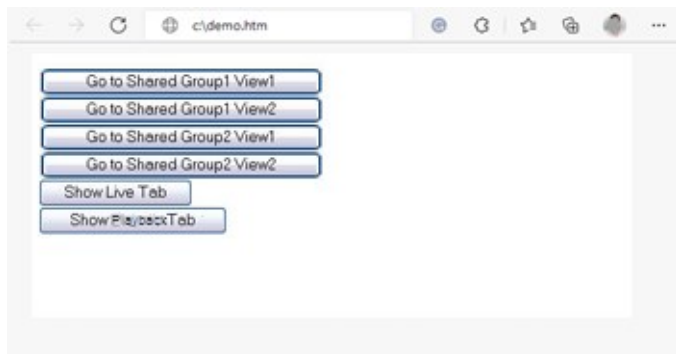 c:\demo.htm
Go to Shared Group1 View1
Go to Shared Group1 View2
Go to Shared Group2 View1
Go to Shared Group2 View2
Show Live Tab
Show Playback Tab